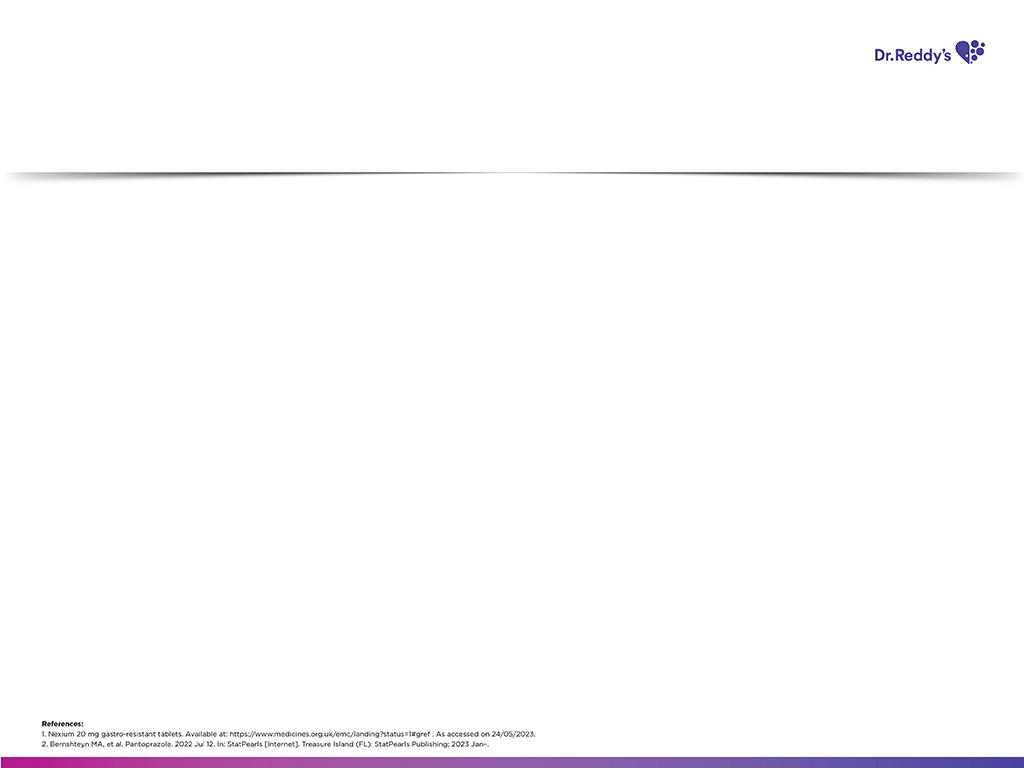 Dr.Reddy's
References:
1. Nexium 20 mg gastro-resistant tablets. Available at: https://www.medicines.org.uk/emc/landing?status=1#gref . As accessed on 24/05/2023.
2. Bernshteyn MA, et al. Pantoprazole. 2022 Jul 12. In: StatPearls [Internet]. Treasure Island (FL): StatPearls Publishing; 2023 Jan–.